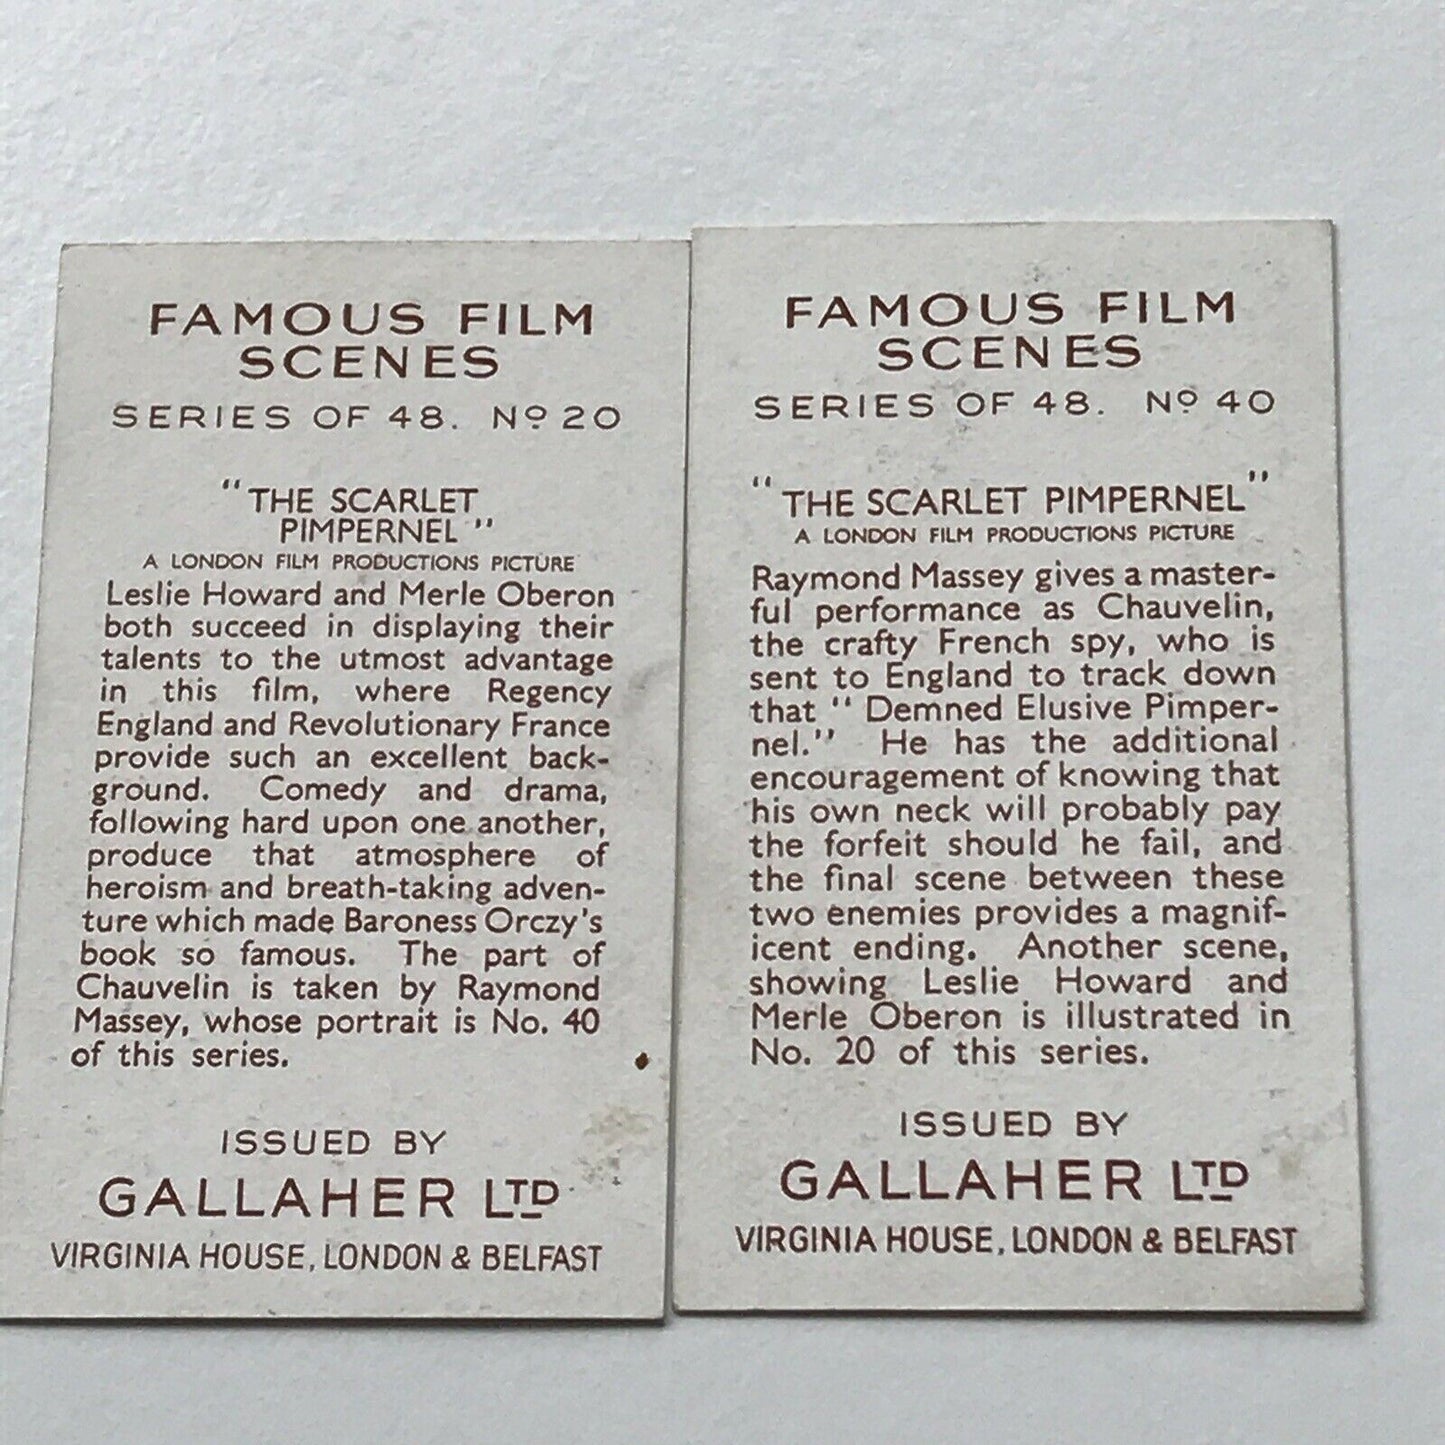 FAMOUS FILM
SCENES
SERIES OF 48. No 20
"THE SCARLET
PIMPERNEL"
A LONDON FILM PRODUCTIONS PICTURE
Leslie Howard and Merle Oberon
both succeed in displaying their
talents to the utmost advantage
in this film, where Regency
England and Revolutionary France
provide such an excellent back-
ground. Comedy and drama,
following hard upon one another,
produce that atmosphere of
heroism and breath-taking adven-
ture which made Baroness Orczy's
book so famous. The part of
Chauvelin is taken by Raymond
Massey, whose portrait is No. 40
of this series.
ISSUED BY
GALLAHER LTD
VIRGINIA HOUSE, LONDON & BELFAST
FAMOUS FILM
SCENES
SERIES OF 48. No 40
"THE SCARLET PIMPERNEL"
A LONDON FILM PRODUCTIONS PICTURE
Raymond Massey gives a master-
ful performance as Chauvelin,
the crafty French spy, who is
sent to England to track down
that "Demned Elusive Pimper-
nel." He has the additional
encouragement of knowing that
his own neck will probably pay
the forfeit should he fail, and
the final scene between these
two enemies provides a magnif-
icent ending. Another scene,
showing Leslie Howard and
Merle Oberon is illustrated in
No. 20 of this series.
ISSUED BY
GALLAHER LTD
VIRGINIA HOUSE, LONDON & BELFAST